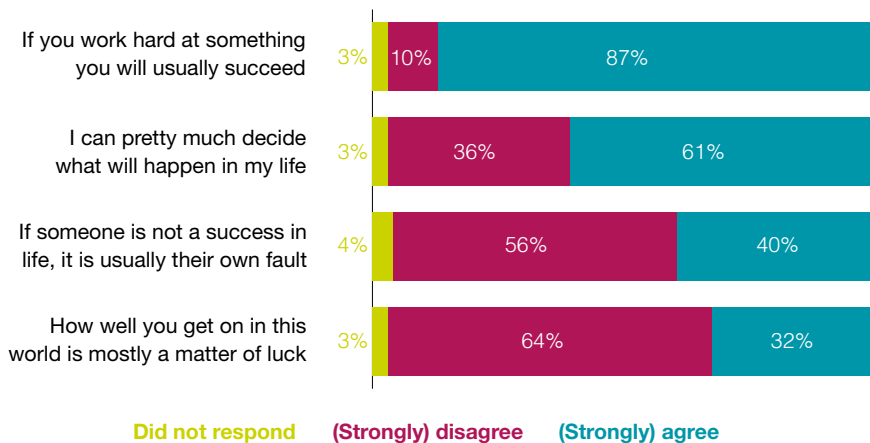 If you work hard at something
you will usually succeed
3% 10% 87%
I can pretty much decide
what will happen in my life
3% 36% 61%
If someone is not a success in
life, it is usually their own fault
4% 56% 40%
How well you get on in this
world is mostly a matter of luck
3% 64% 32%
Did not respond (Strongly) disagree (Strongly) agree